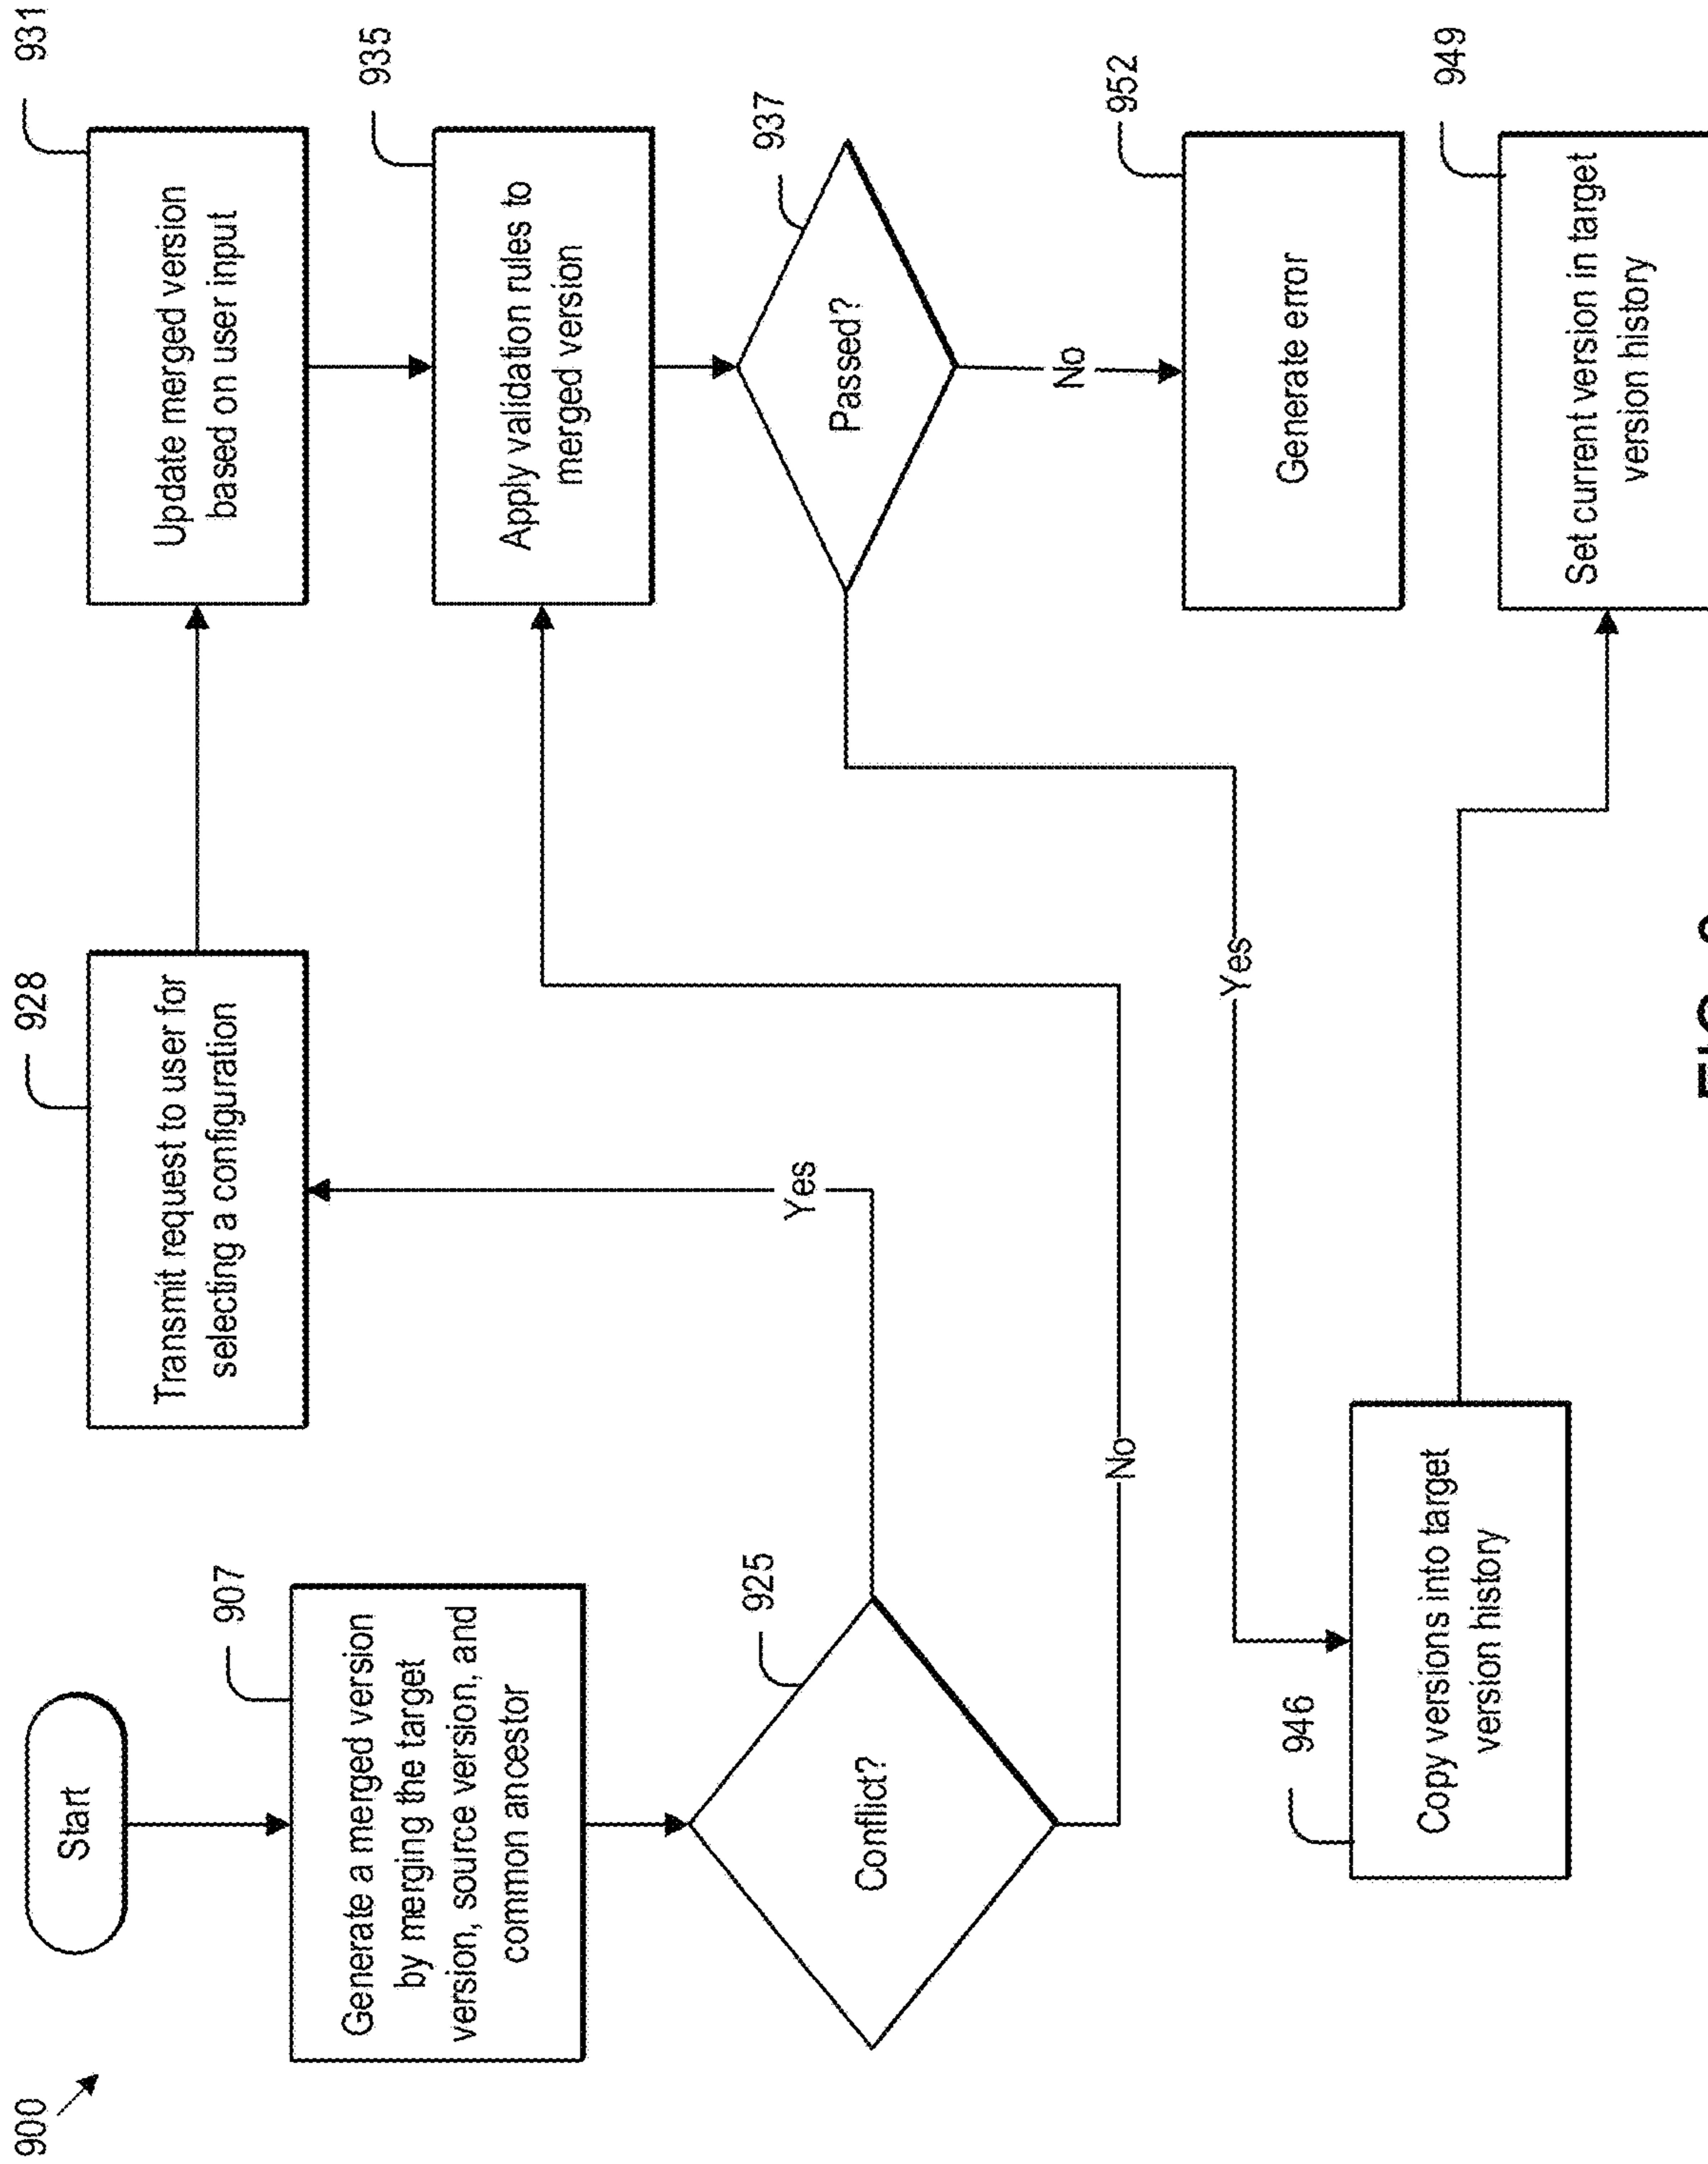 900
Start
907
Generate a merged version
by merging the target
version, source version, and
common ancestor
925
Conflict?
Yes
No
928
Transmit request to user for
selecting a configuration
931
Update merged version
based on user input
935
Apply validation rules to
merged version
937
Passed?
No
Yes
952
Generate error
946
Copy versions into target
version history
949
Set current version in target
version history